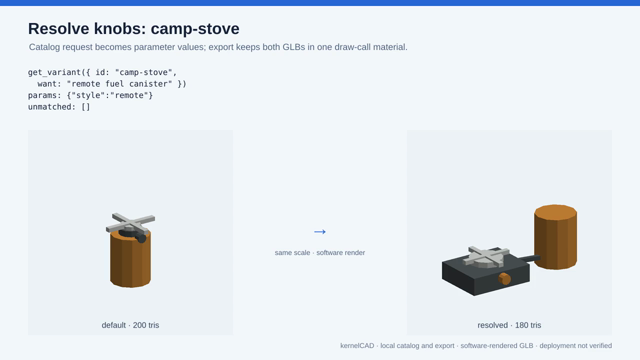 Resolve knobs: camp-stove
Catalog request becomes parameter values; export keeps both GLBs in one draw-call material.
get_variant({ id: "camp-stove",
  want: "remote fuel canister" })
params: {"style":"remote"}
unmatched: []
→
same scale · software render
default · 200 tris
resolved · 180 tris
kernelCAD · local catalog and export · software-rendered GLB · deployment not verified